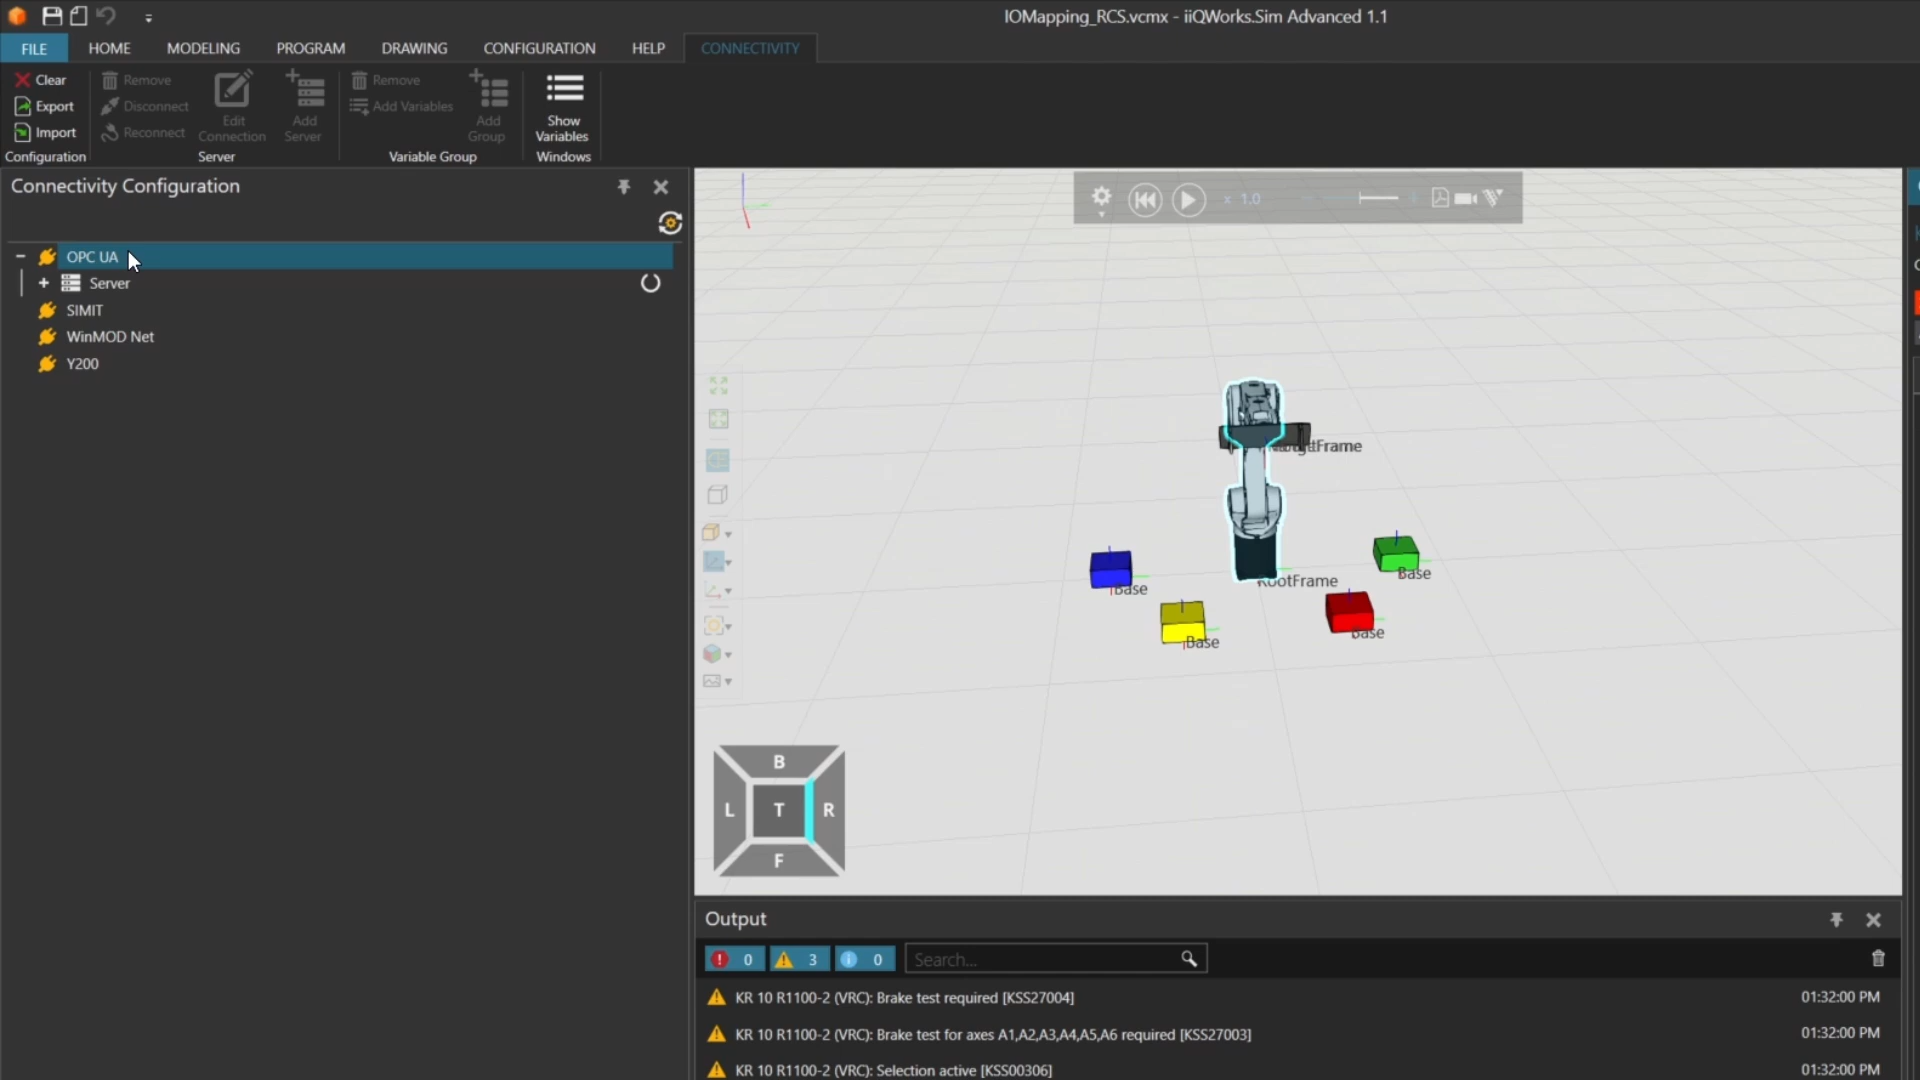 IOMapping_RCS.vcmx - iiQWorks.Sim Advanced 1.1
FILE HOME MODELING PROGRAM DRAWING CONFIGURATION HELP CONNECTIVITY
Clear
Export
Import
Configuration
Remove
Disconnect
Reconnect
Edit
Connection
Add
Server
Server
Remove
Add Variables
Add
Group
Variable Group
Show
Variables
Windows
Connectivity Configuration
OPC UA
Server
SIMIT
WinMOD Net
Y200
x 1.0
RootFrame
Base
Base
Base
Base
B
L T R
F
Output
0 3 0 Search...
KR 10 R1100-2 (VRC): Brake test required [KSS27004] 01:32:00 PM
KR 10 R1100-2 (VRC): Brake test for axes A1,A2,A3,A4,A5,A6 required [KSS27003] 01:32:00 PM
KR 10 R1100-2 (VRC): Selection active [KSS00306] 01:32:00 PM